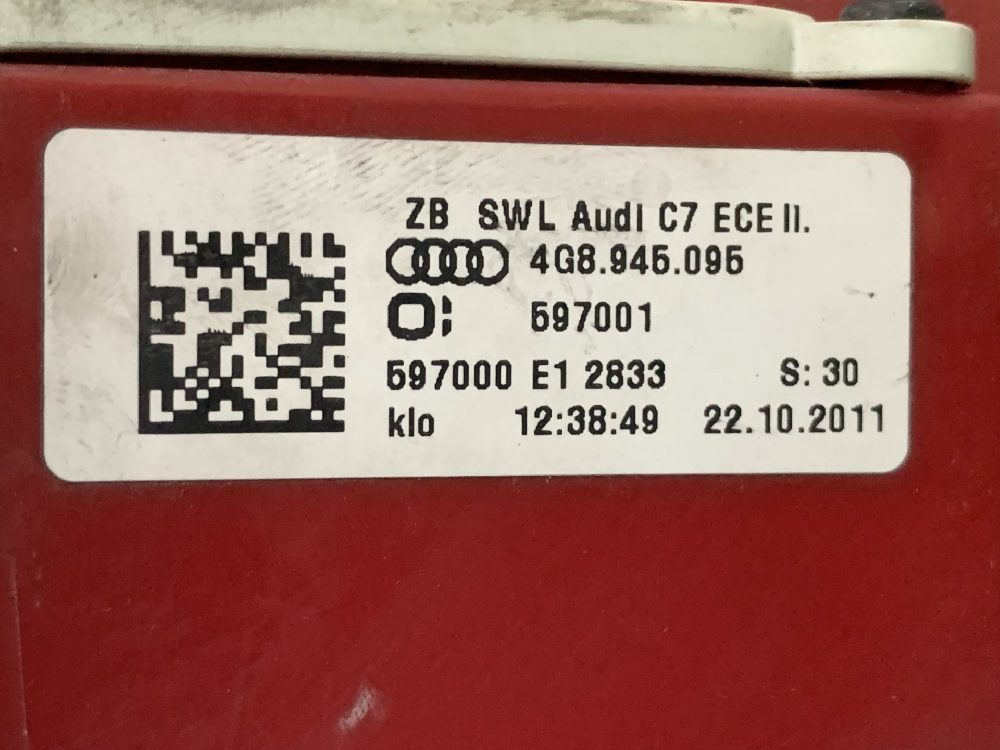 ZB SWL Audi C7 ECE li.
4G8.945.095
597001
597000 E1 2833 S: 30
klo 12:38:49 22.10.2011